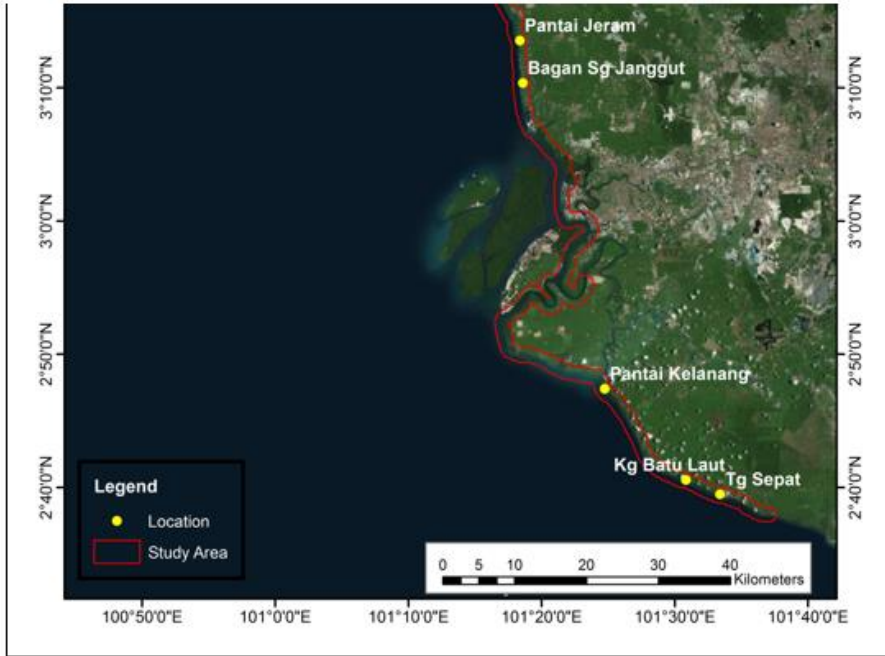 Pantai Jeram
Bagan Sg Janggut
Pantai Kelanang
Kg Batu Laut
Tg Sepat
3°10'0"N
3°0'0"N
2°50'0"N
2°40'0"N
3°10'0"N
3°0'0"N
2°50'0"N
2°40'0"N
Legend
Location
Study Area
0 5 10 20 30 40
Kilometers
100°50'0"E 101°0'0"E 101°10'0"E 101°20'0"E 101°30'0"E 101°40'0"E